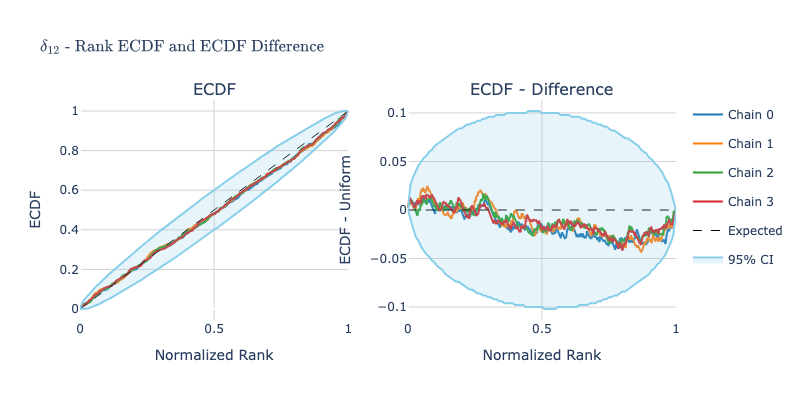 δ12 - Rank ECDF and ECDF Difference
ECDF
ECDF - Difference
1
0.8
0.6
0.4
0.2
0
ECDF
0
0.5
1
Normalized Rank
0.1
0.05
0
−0.05
−0.1
ECDF - Uniform
0
0.5
1
Normalized Rank
Chain 0
Chain 1
Chain 2
Chain 3
Expected
95% CI